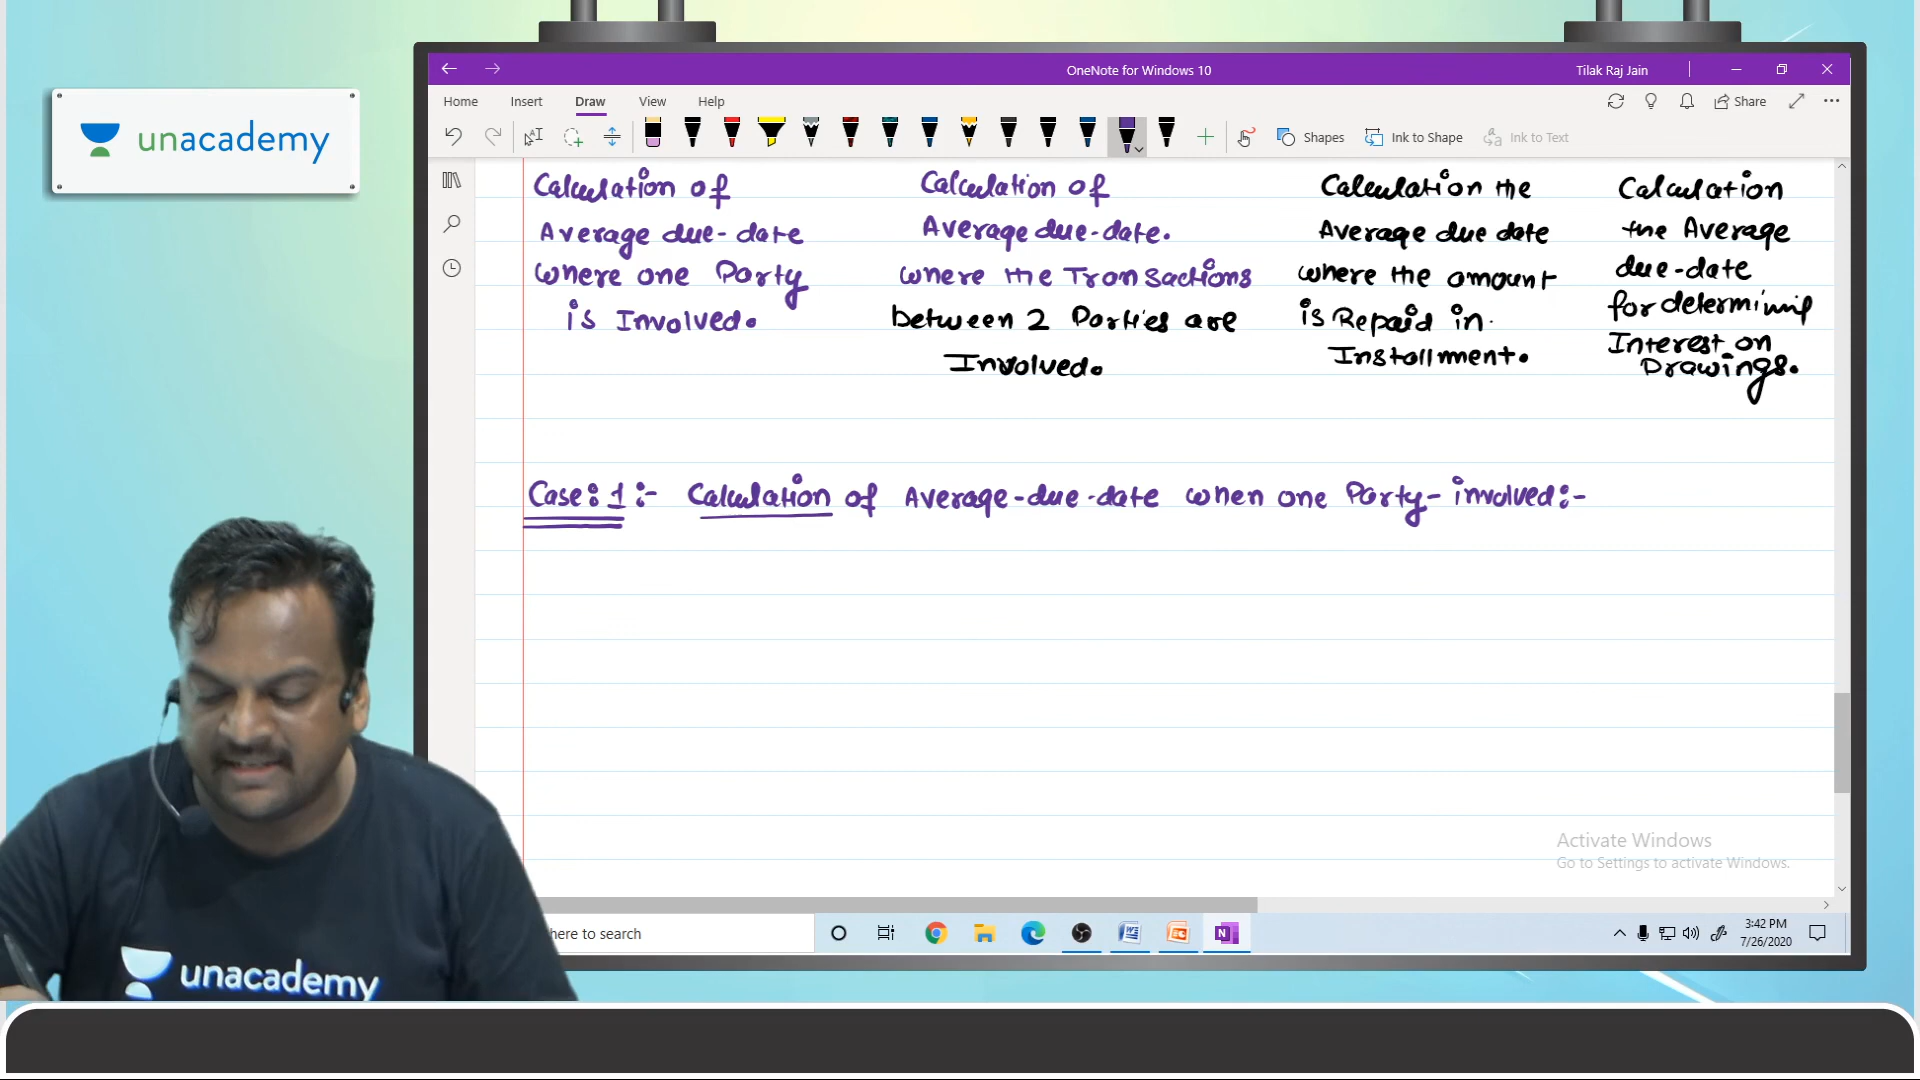 unacademy
OneNote for Windows 10
Tilak Raj Jain
Home Insert Draw View Help
Share
Shapes Ink to Shape Ink to Text
Calculation of
Average due-date
where one Party
is Involved.
Calculation of
Average due-date.
where the Transactions
between 2 Parties are
Involved.
Calculation the
Average due date
where the amount
is Repaid in
Installment.
Calculation
the Average
due-date
for determining
Interest on
Drawings.
Case: 1 :- Calculation of Average-due-date when one Party-involved:-
Activate Windows
Go to Settings to activate Windows.
here to search
3:42 PM
7/26/2020
unacademy